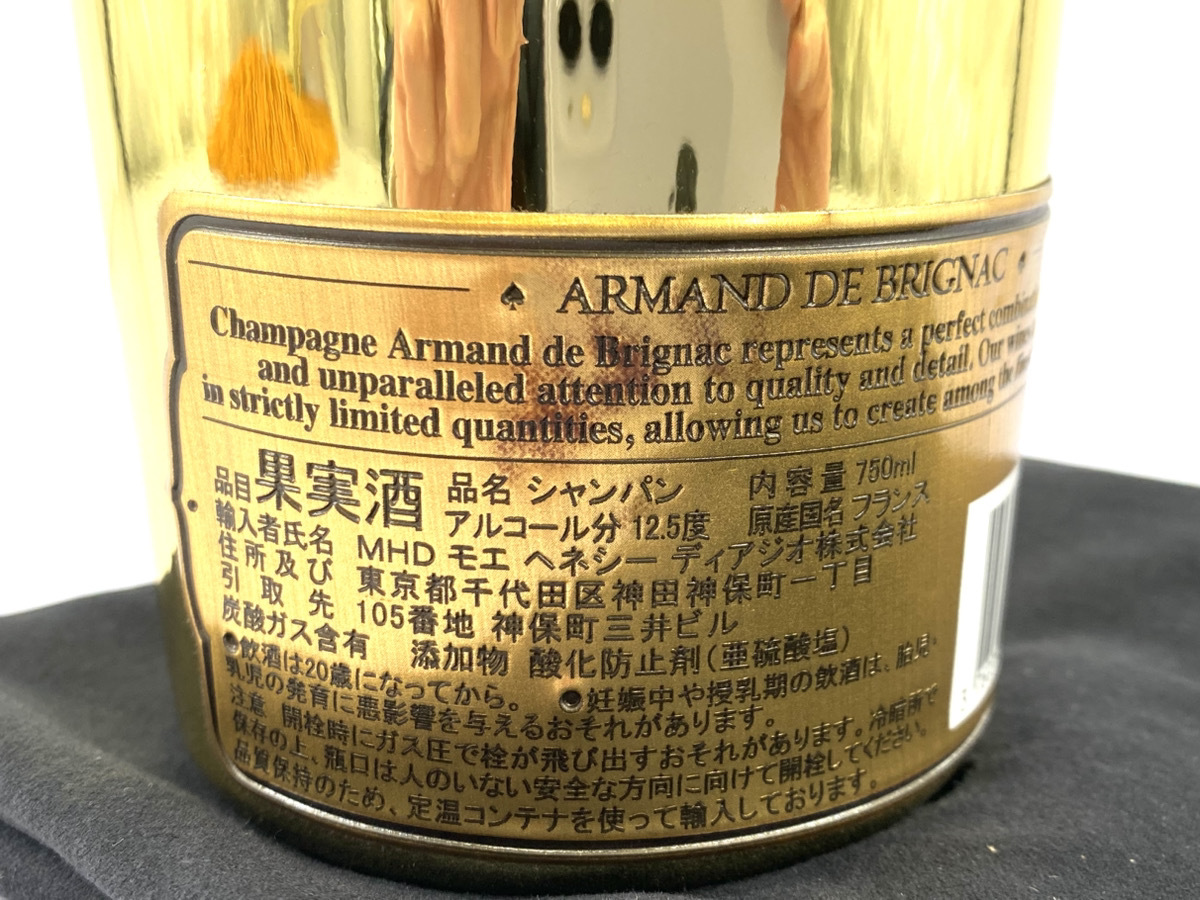 ARMAND DE BRIGNAC
Champagne Armand de Brignac represents a perfect
and unparalleled attention to quality and detail. Our wines
in strictly limited quantities, allowing us to create among the
品目 果実酒 品名 シャンパン 内容量 750ml
アルコール分 12.5度 原産国名 フランス
輸入者氏名 MHD モエ ヘネシー ディアジオ株式会社
住所及び 東京都千代田区神田神保町一丁目
引取先 105番地 神保町三井ビル
炭酸ガス含有 添加物 酸化防止剤(亜硫酸塩)
●飲酒は20歳になってから。 ●妊娠中や授乳期の飲酒は、胎児・
乳児の発育に悪影響を与えるおそれがあります。
注意 開栓時にガス圧で栓が飛び出すおそれがあります。冷暗所で
保存の上、瓶口は人のいない安全な方向に向けて開栓してください。
品質保持のため、定温コンテナを使って輸入しております。